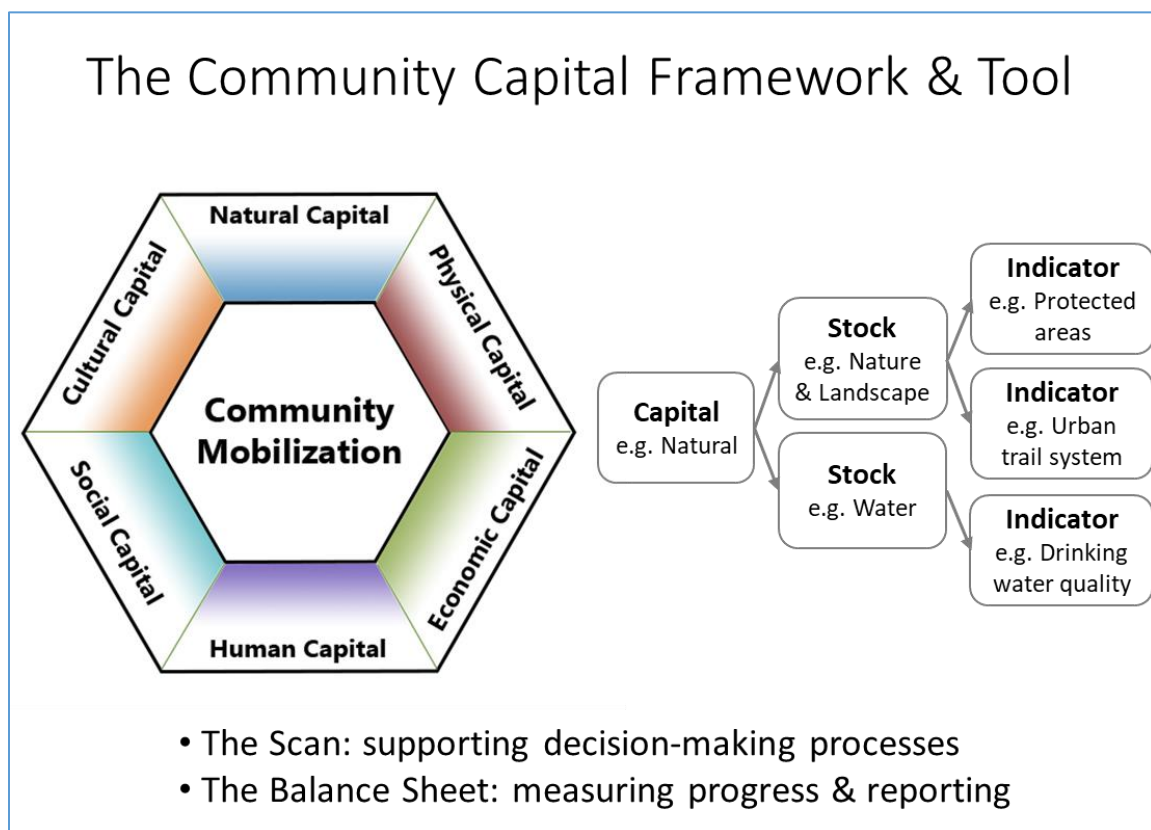 The Community Capital Framework & Tool
Natural Capital
Physical Capital
Economic Capital
Human Capital
Social Capital
Cultural Capital
Community
Mobilization
Capital
e.g. Natural
Stock
e.g. Nature
& Landscape
Stock
e.g. Water
Indicator
e.g. Protected
areas
Indicator
e.g. Urban
trail system
Indicator
e.g. Drinking
water quality
• The Scan: supporting decision-making processes
• The Balance Sheet: measuring progress & reporting